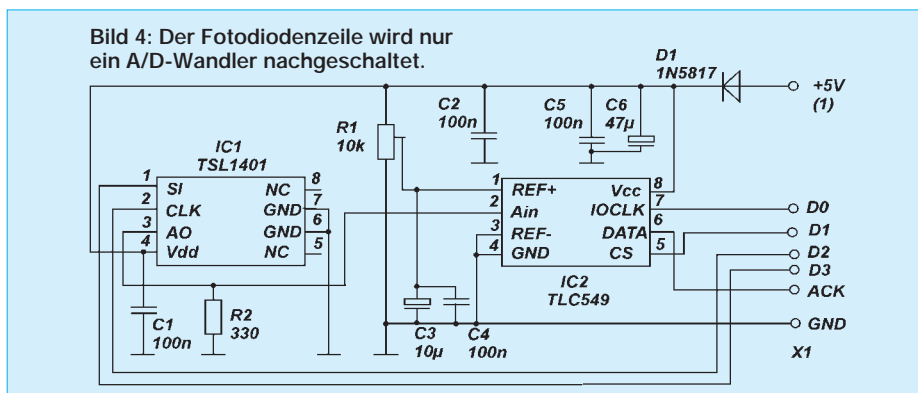 Bild 4: Der Fotodiodenzeile wird nur
ein A/D-Wandler nachgeschaltet.
D1
1N5817
+5V
(1)
C2
100n
C5
100n
C6
47µ
R1
10k
IC1
TSL1401
1
SI
NC
8
2
CLK
GND
7
3
AO
GND
6
4
Vdd
NC
5
1
REF+
Vcc
8
2
Ain
IOCLK
7
3
REF-
DATA
6
4
GND
CS
5
IC2
TLC549
D0
D1
D2
D3
ACK
GND
X1
C1
100n
R2
330
C3
10µ
C4
100n